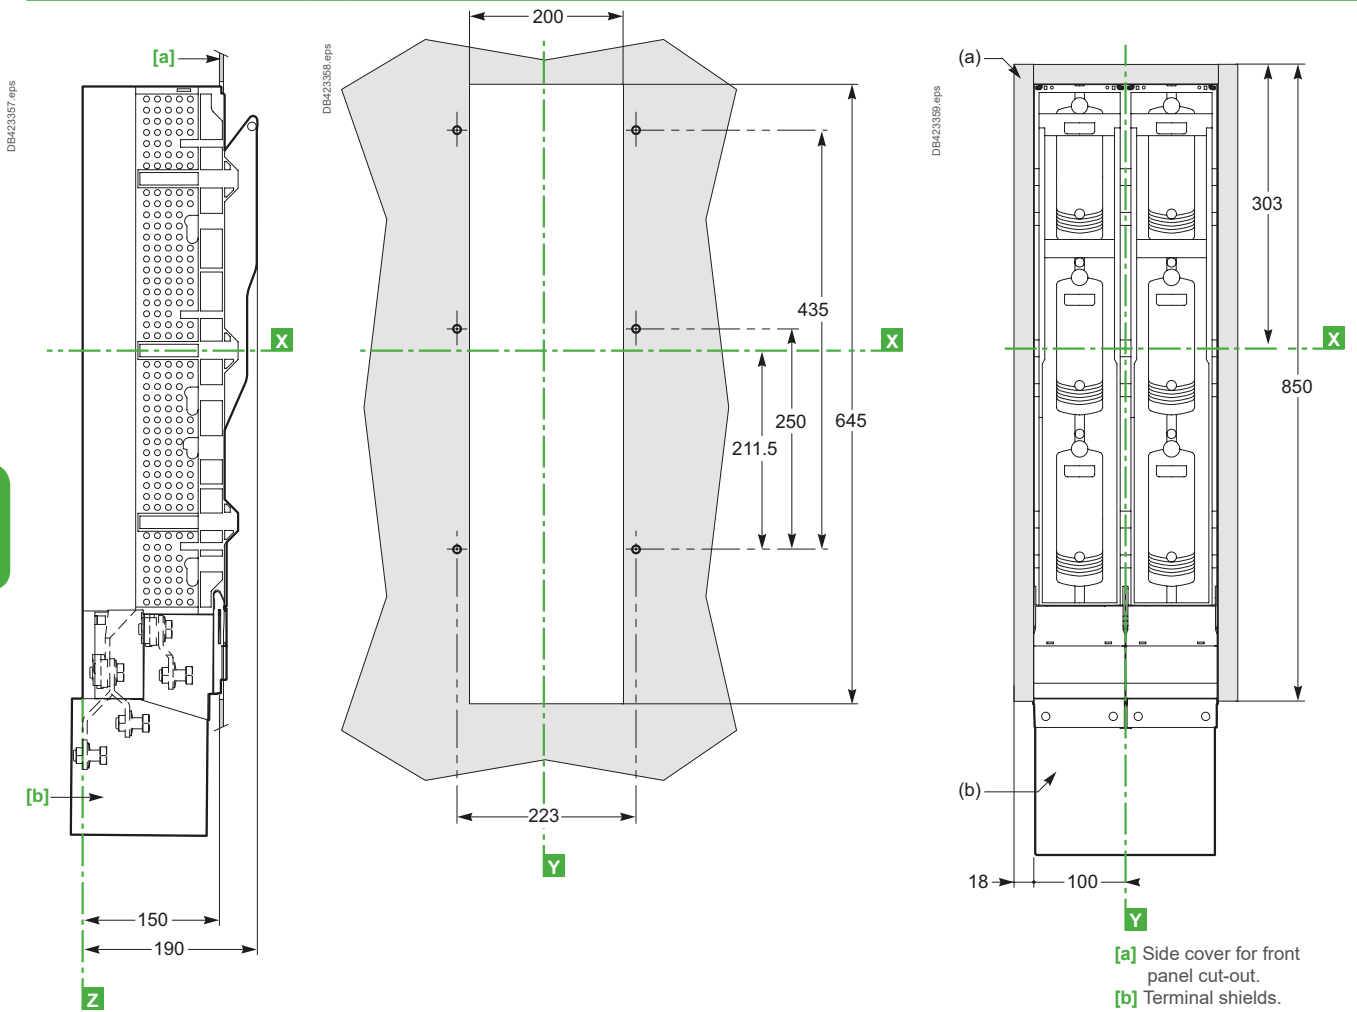 DB423357.eps
[a]
X
[b]
150
190
Z
DB423358.eps
200
435
X
250
645
211.5
223
Y
DB423359.eps
(a)
303
X
850
(b)
18
100
Y
[a] Side cover for front
panel cut-out.
[b] Terminal shields.